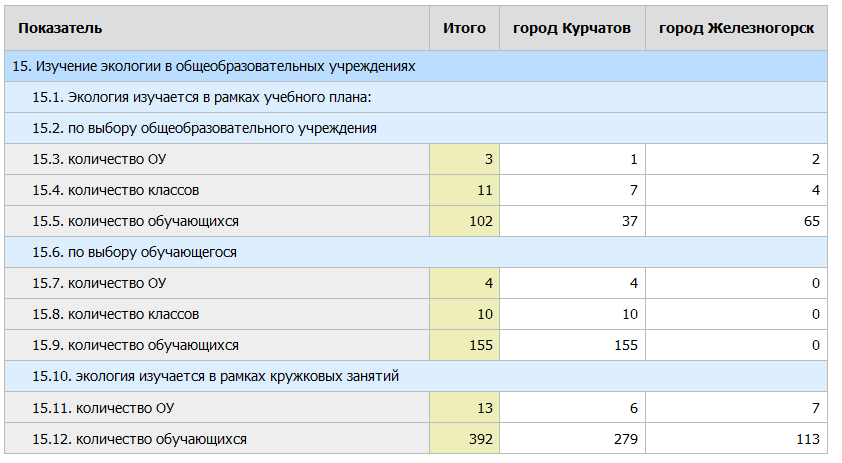 Показатель Итого город Курчатов город Железногорск
15. Изучение экологии в общеобразовательных учреждениях
15.1. Экология изучается в рамках учебного плана:
15.2. по выбору общеобразовательного учреждения
15.3. количество ОУ 3 1 2
15.4. количество классов 11 7 4
15.5. количество обучающихся 102 37 65
15.6. по выбору обучающегося
15.7. количество ОУ 4 4 0
15.8. количество классов 10 10 0
15.9. количество обучающихся 155 155 0
15.10. экология изучается в рамках кружковых занятий
15.11. количество ОУ 13 6 7
15.12. количество обучающихся 392 279 113